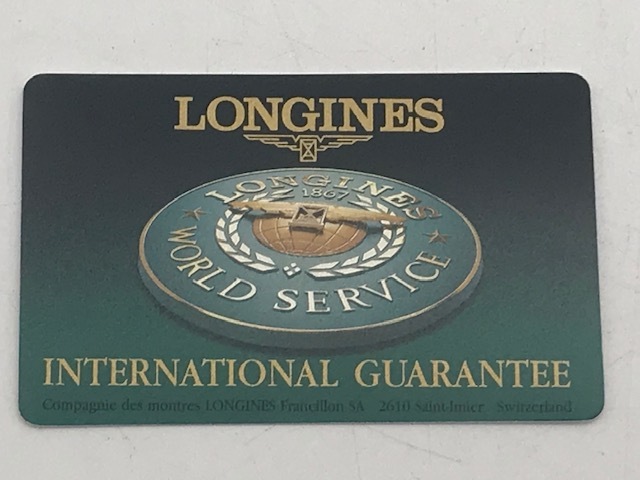 LONGINES
LONGINES
1867
WORLD SERVICE
INTERNATIONAL GUARANTEE
Compagnie des montres LONGINES Francillon SA 2610 Saint-Imier Switzerland